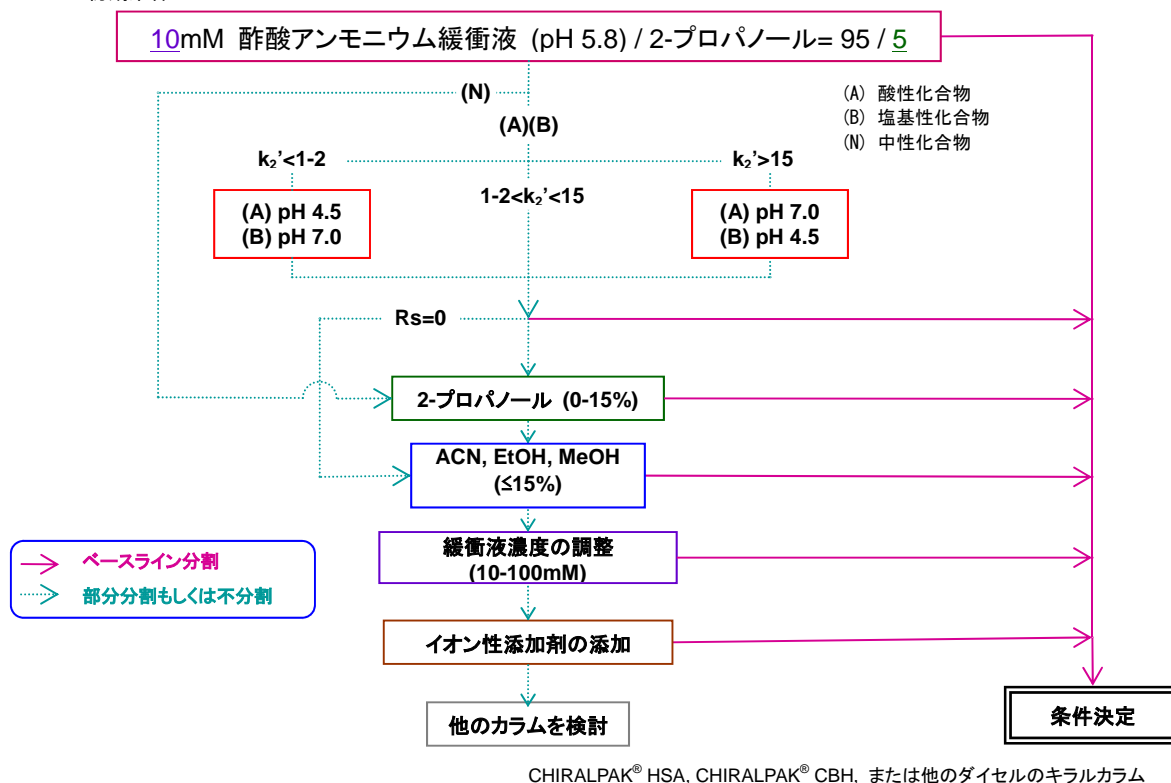 10mM 酢酸アンモニウム緩衝液 (pH 5.8) / 2-プロパノール= 95 / 5
(N)
(A)(B)
(A) 酸性化合物
(B) 塩基性化合物
(N) 中性化合物
k2'<1-2
1-2<k2'<15
k2'>15
(A) pH 4.5
(B) pH 7.0
(A) pH 7.0
(B) pH 4.5
Rs=0
2-プロパノール (0-15%)
ACN, EtOH, MeOH
(≤15%)
緩衝液濃度の調整
(10-100mM)
ベースライン分割
部分分割もしくは不分割
イオン性添加剤の添加
他のカラムを検討
条件決定
CHIRALPAK® HSA, CHIRALPAK® CBH, または他のダイセルのキラルカラム